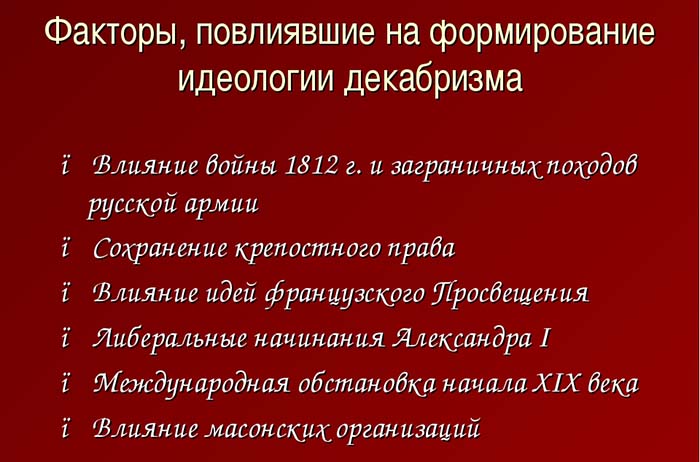 Факторы, повлиявшие на формирование
идеологии декабризма
ȉ Влияние войны 1812 г. и заграничных походов
русской армии
ȉ Сохранение крепостного права
ȉ Влияние идей французского Просвещения
ȉ Либеральные начинания Александра I
ȉ Международная обстановка начала XIX века
ȉ Влияние масонских организаций